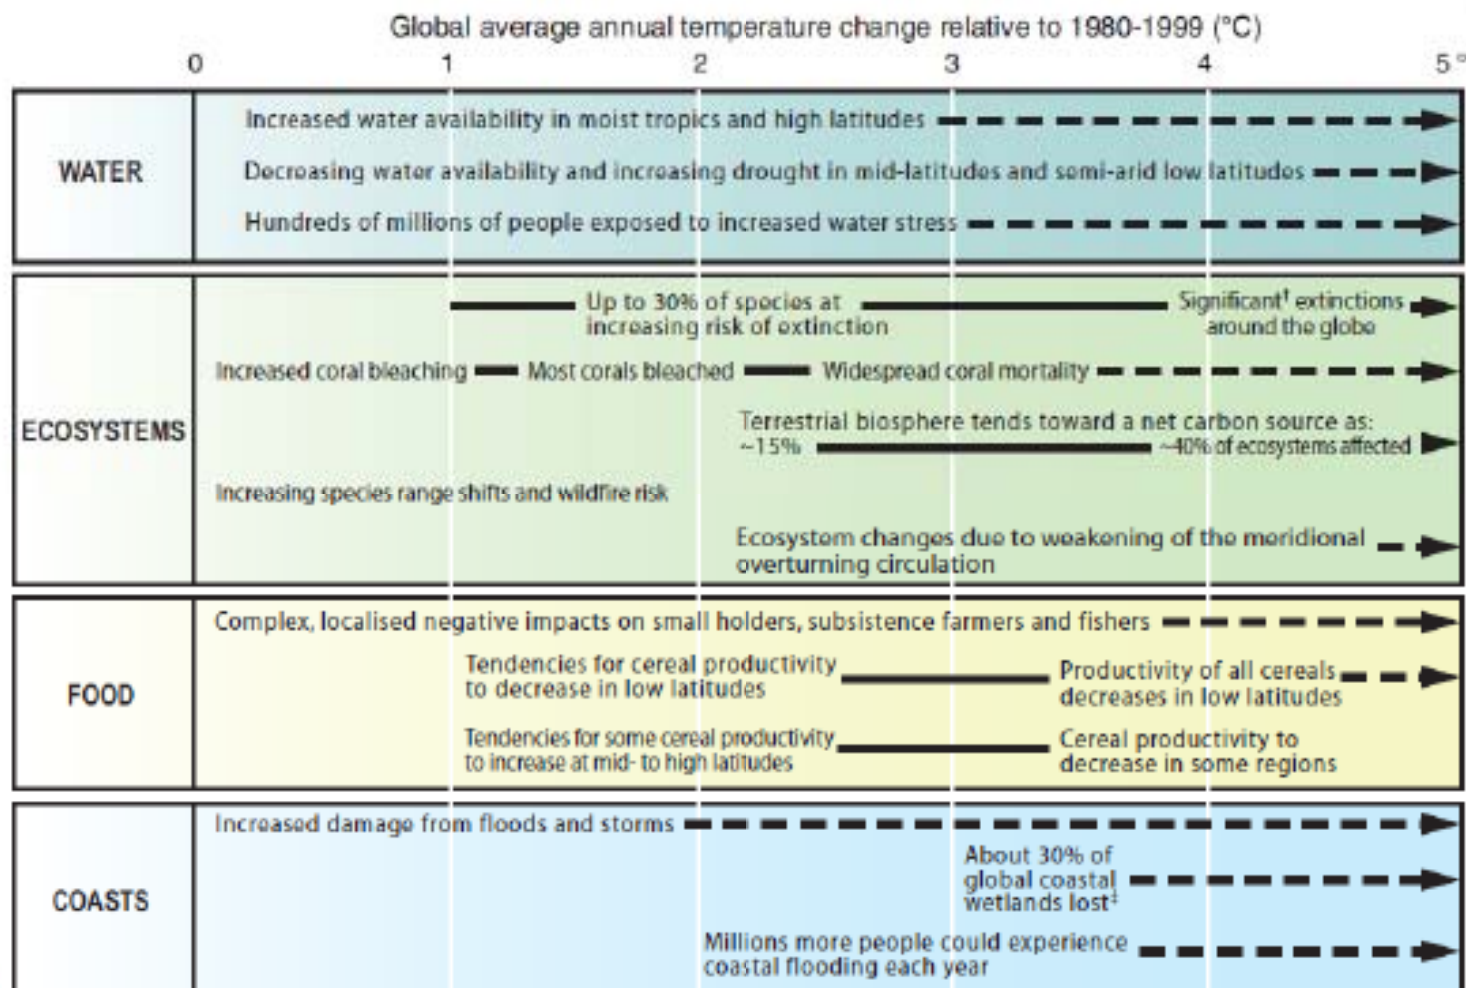 Global average annual temperature change relative to 1980-1999 (°C)
0 1 2 3 4 5 °
WATER
Increased water availability in moist tropics and high latitudes
Decreasing water availability and increasing drought in mid-latitudes and semi-arid low latitudes
Hundreds of millions of people exposed to increased water stress
ECOSYSTEMS
Up to 30% of species at
increasing risk of extinction
Significant† extinctions
around the globe
Increased coral bleaching Most corals bleached Widespread coral mortality
Terrestrial biosphere tends toward a net carbon source as:
~15% ~40% of ecosystems affected
Increasing species range shifts and wildfire risk
Ecosystem changes due to weakening of the meridional
overturning circulation
FOOD
Complex, localised negative impacts on small holders, subsistence farmers and fishers
Tendencies for cereal productivity
to decrease in low latitudes
Productivity of all cereals
decreases in low latitudes
Tendencies for some cereal productivity
to increase at mid- to high latitudes
Cereal productivity to
decrease in some regions
COASTS
Increased damage from floods and storms
About 30% of
global coastal
wetlands lost‡
Millions more people could experience
coastal flooding each year